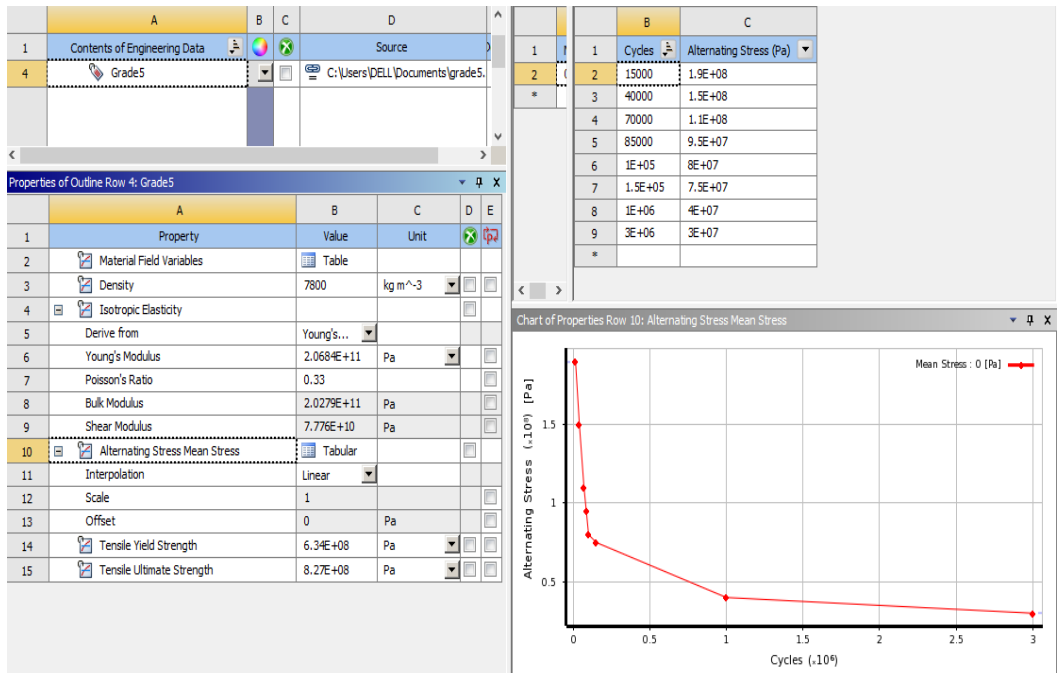 A B C D
1 Contents of Engineering Data Source
4 Grade5 C:\Users\DELL\Documents\grade5.
Properties of Outline Row 4: Grade5
A B C D E
1 Property Value Unit
2 Material Field Variables Table
3 Density 7800 kg m^-3
4 Isotropic Elasticity
5 Derive from Young's...
6 Young's Modulus 2.0684E+11 Pa
7 Poisson's Ratio 0.33
8 Bulk Modulus 2.0279E+11 Pa
9 Shear Modulus 7.776E+10 Pa
10 Alternating Stress Mean Stress Tabular
11 Interpolation Linear
12 Scale 1
13 Offset 0 Pa
14 Tensile Yield Strength 6.34E+08 Pa
15 Tensile Ultimate Strength 8.27E+08 Pa
1
2
*
B C
1 Cycles Alternating Stress (Pa)
2 15000 1.9E+08
3 40000 1.5E+08
4 70000 1.1E+08
5 85000 9.5E+07
6 1E+05 8E+07
7 1.5E+05 7.5E+07
8 1E+06 4E+07
9 3E+06 3E+07
*
Chart of Properties Row 10: Alternating Stress Mean Stress
Mean Stress : 0 [Pa]
Alternating Stress (.10⁸) [Pa]
1.5
1
0.5
0 0.5 1 1.5 2 2.5 3
Cycles (.10⁶)